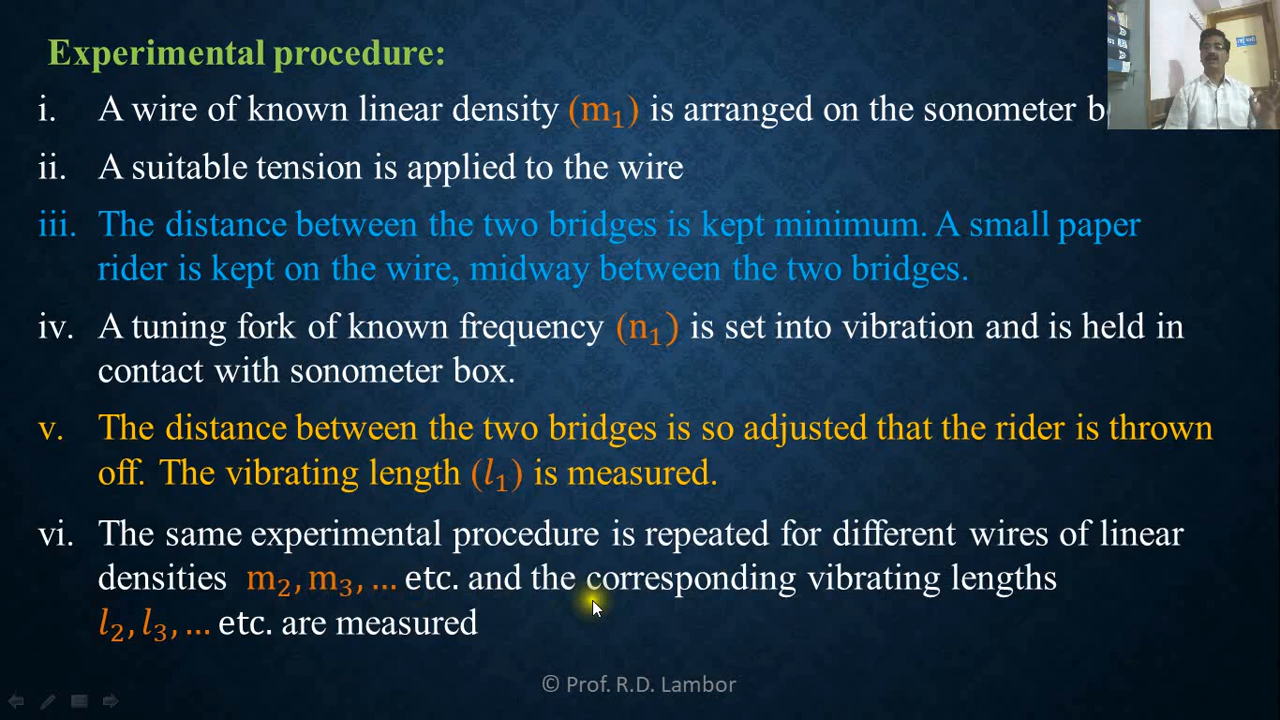 Experimental procedure:
i. A wire of known linear density (m₁) is arranged on the sonometer b
ii. A suitable tension is applied to the wire
iii. The distance between the two bridges is kept minimum. A small paper
rider is kept on the wire, midway between the two bridges.
iv. A tuning fork of known frequency (n₁) is set into vibration and is held in
contact with sonometer box.
v. The distance between the two bridges is so adjusted that the rider is thrown
off. The vibrating length (l₁) is measured.
vi. The same experimental procedure is repeated for different wires of linear
densities m₂, m₃, ... etc. and the corresponding vibrating lengths
l₂, l₃, ... etc. are measured
© Prof. R.D. Lambor